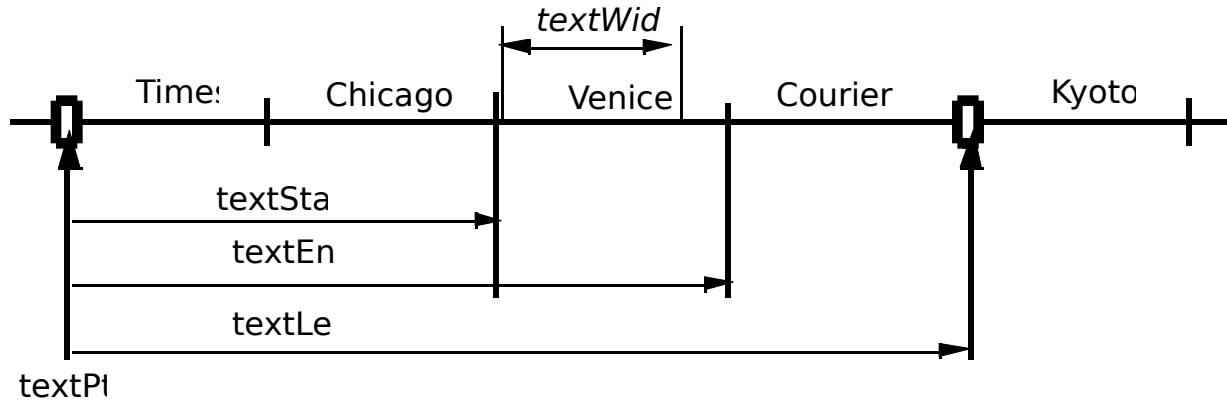 textWid
Times
Chicago
Venice
Courier
Kyoto
textSta
textEn
textLe
textPt